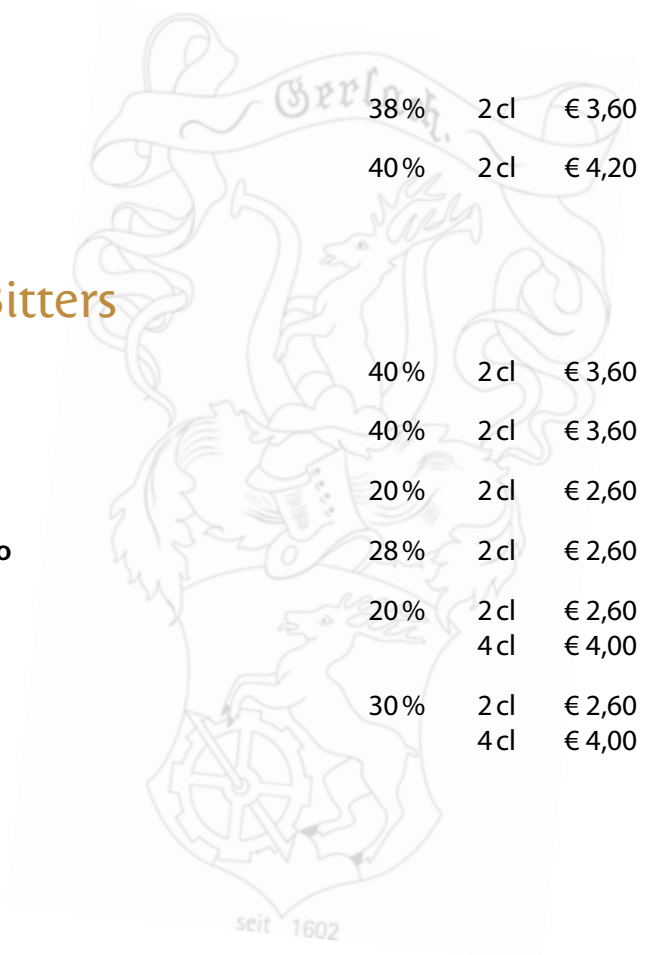 Gerlach.
38 % 2 cl € 3,60
40 % 2 cl € 4,20
Bitters
40 % 2 cl € 3,60
40 % 2 cl € 3,60
20 % 2 cl € 2,60
o 28 % 2 cl € 2,60
20 % 2 cl € 2,60
4 cl € 4,00
30 % 2 cl € 2,60
4 cl € 4,00
seit 1602